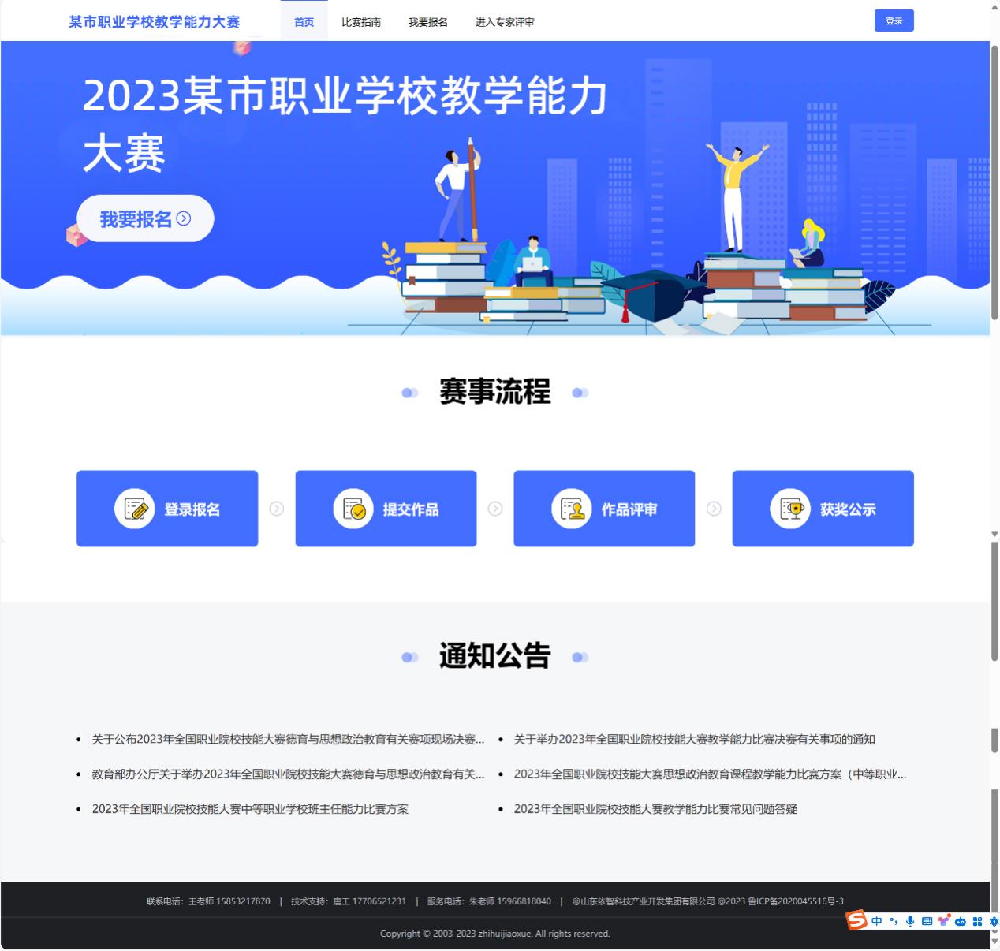 某市职业学校教学能力大赛
首页 比赛指南 我要报名 进入专家评审
登录
2023某市职业学校教学能力
大赛
我要报名
赛事流程
登录报名 提交作品 作品评审 获奖公示
通知公告
关于公布2023年全国职业院校技能大赛德育与思想政治教育有关赛项现场决赛...
关于举办2023年全国职业院校技能大赛教学能力比赛决赛有关事项的通知
教育部办公厅关于举办2023年全国职业院校技能大赛德育与思想政治教育有关...
2023年全国职业院校技能大赛思想政治教育课程教学能力比赛方案（中等职业...
2023年全国职业院校技能大赛中等职业学校班主任能力比赛方案
2023年全国职业院校技能大赛教学能力比赛常见问题答疑
联系电话：王老师 15853217870 | 技术支持：唐工 17706521231 | 服务电话：朱老师 15966818040 | @山东依智科技产业开发集团有限公司 @2023 鲁ICP备2020045516号-3
中
Copyright © 2003-2023 zhihuijiaoxue. All rights reserved.